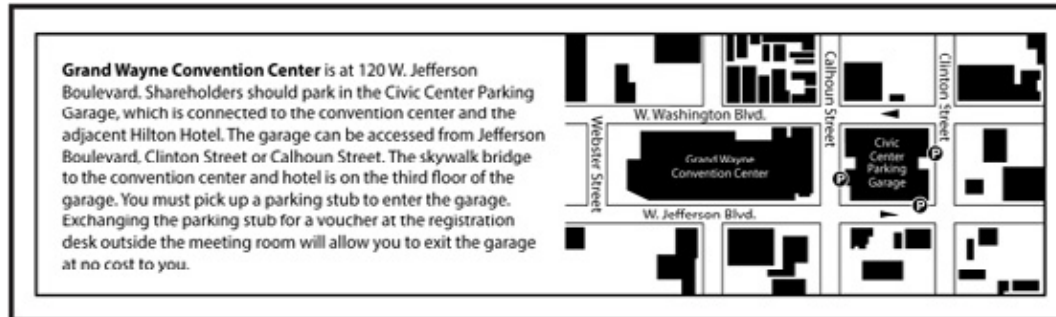 Grand Wayne Convention Center is at 120 W. Jefferson
Boulevard. Shareholders should park in the Civic Center Parking
Garage, which is connected to the convention center and the
adjacent Hilton Hotel. The garage can be accessed from Jefferson
Boulevard, Clinton Street or Calhoun Street. The skywalk bridge
to the convention center and hotel is on the third floor of the
garage. You must pick up a parking stub to enter the garage.
Exchanging the parking stub for a voucher at the registration
desk outside the meeting room will allow you to exit the garage
at no cost to you.
W. Washington Blvd.
Webster Street
Grand Wayne
Convention Center
Calhoun Street
Clinton Street
Civic
Center
Parking
Garage
P
P
P
W. Jefferson Blvd.